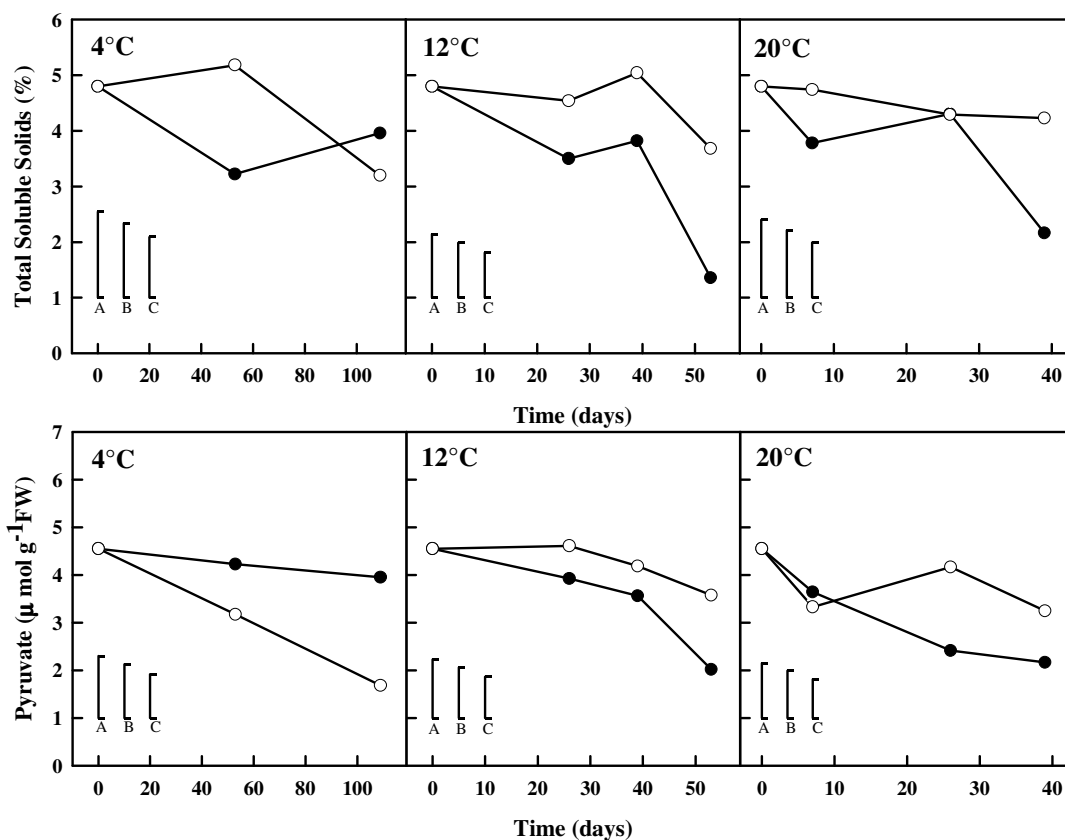 Total Soluble Solids (%)
6
5
4
3
2
1
0
4°C
12°C
20°C
A B C
A B C
A B C
0 20 40 60 80 100
0 10 20 30 40 50
0 10 20 30 40
Time (days)
Pyruvate (μ mol g⁻¹FW)
7
6
5
4
3
2
1
0
4°C
12°C
20°C
A B C
A B C
A B C
0 20 40 60 80 100
0 10 20 30 40 50
0 10 20 30 40
Time (days)